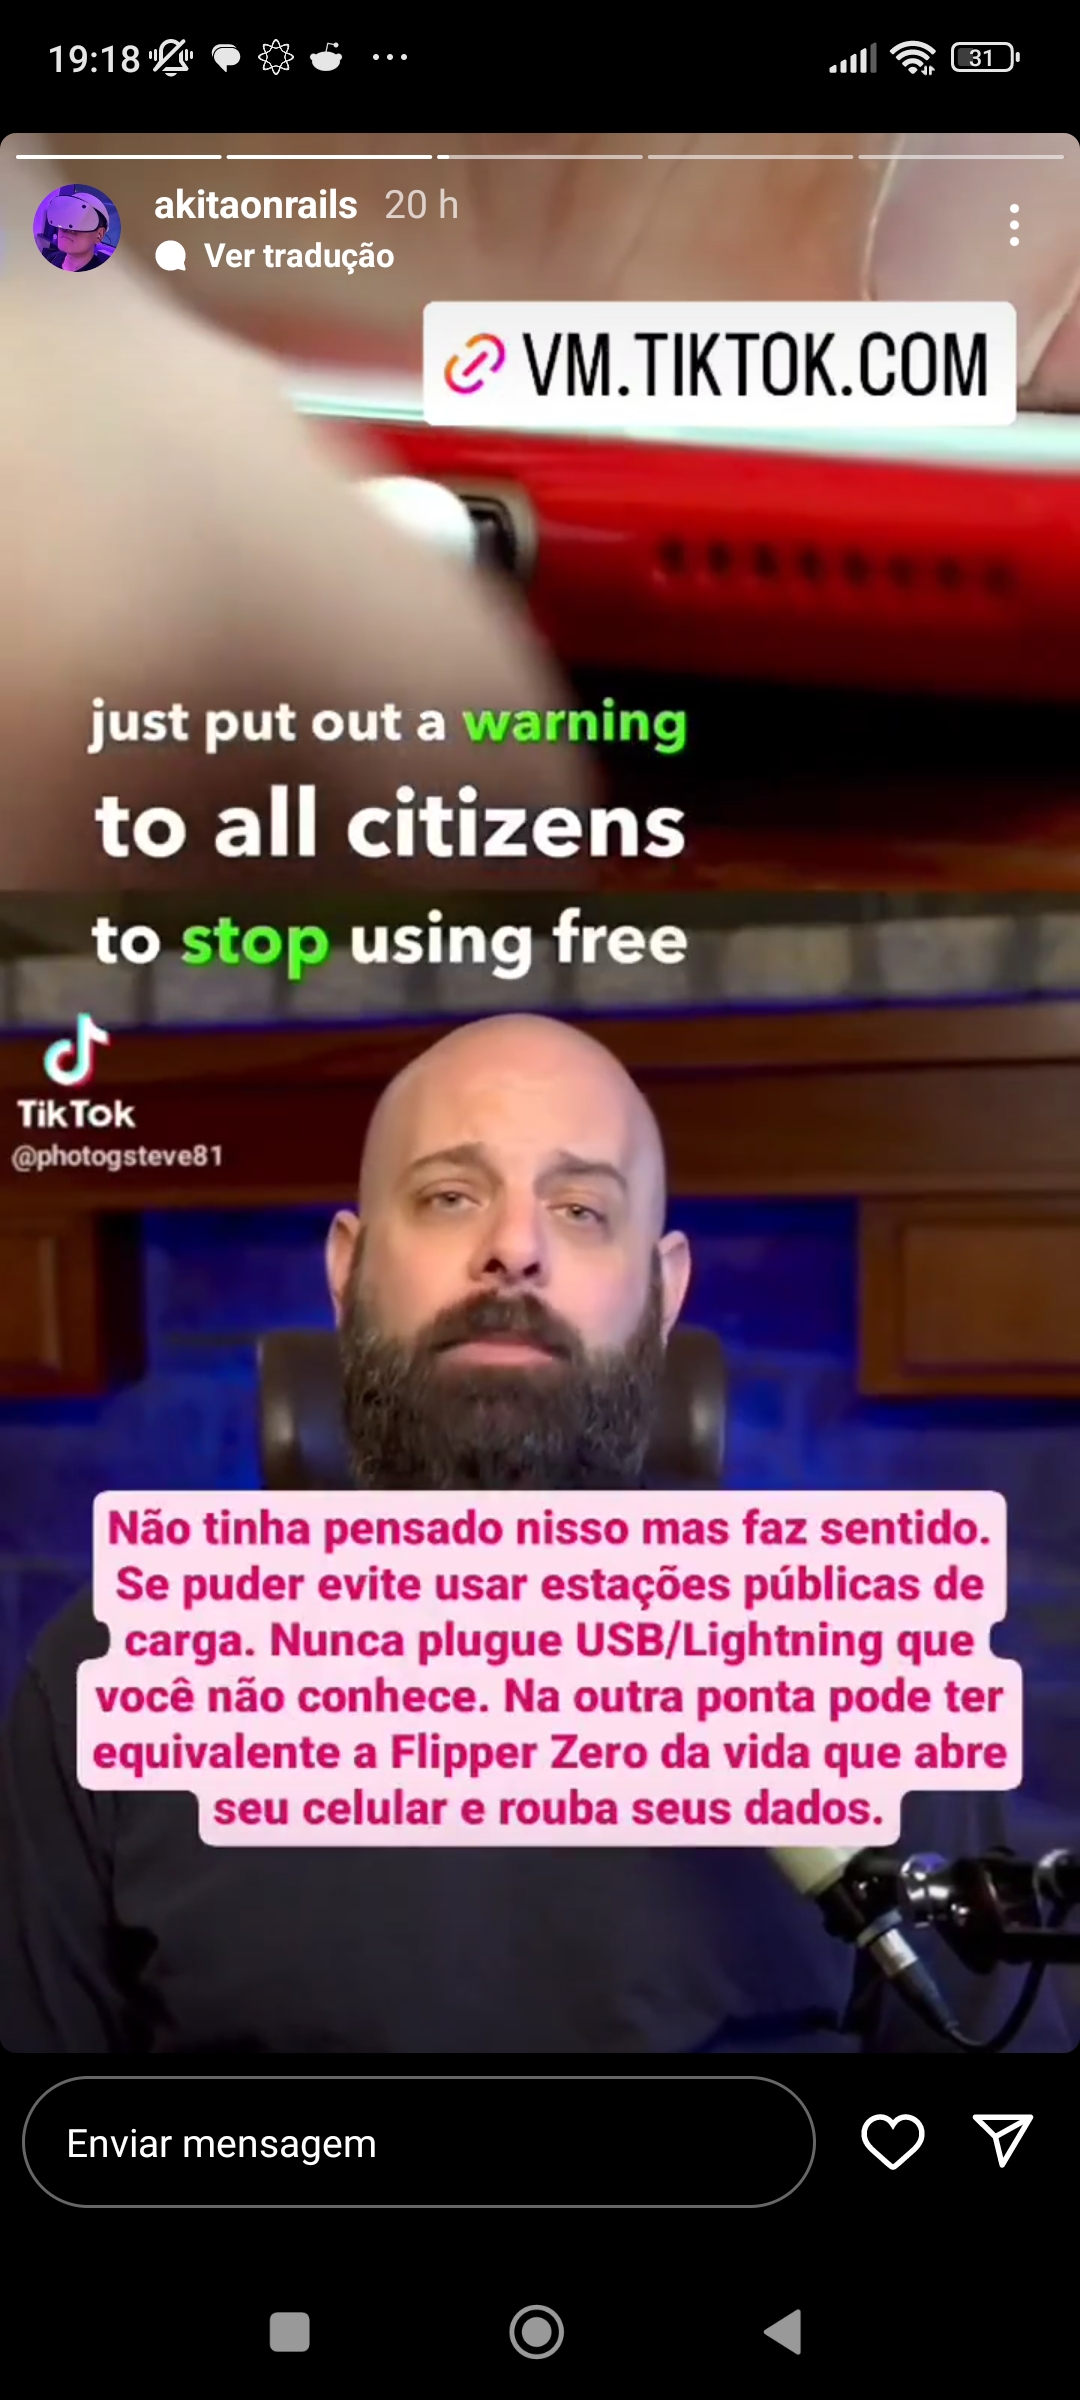 19:18
31
akitaonrails 20 h
Ver tradução
VM.TIKTOK.COM
just put out a warning
to all citizens
to stop using free
TikTok
@photogsteve81
Não tinha pensado nisso mas faz sentido.
Se puder evite usar estações públicas de
carga. Nunca plugue USB/Lightning que
você não conhece. Na outra ponta pode ter
equivalente a Flipper Zero da vida que abre
seu celular e rouba seus dados.
Enviar mensagem